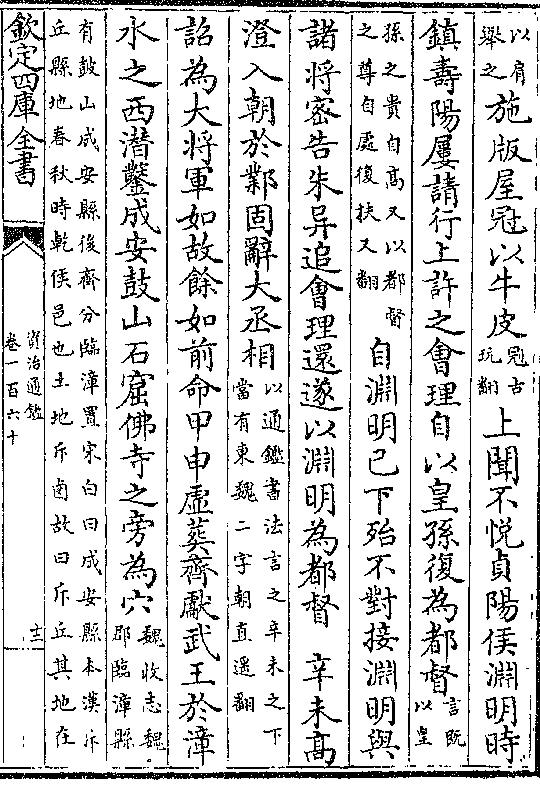 以肩舉之施版屋冠以牛皮冠古玩翻上聞不悦貞陽侯淵明時
鎮壽陽屢請行上許之會理自以皇孫復為都督言既以皇
孫之貴自高又以都督之尊自處復扶又翻自淵明已下殆不對接淵明與
諸將密告朱异追會理還遂以淵明為都督 辛未髙
澄入朝於鄴固辭大丞相以通鑑書法言之辛未之下當有東魏二字朝直遥翻
詔為大將軍如故餘如前命甲申虚葬齊獻武王於漳
水之西潛鑿成安鼓山石窟佛寺之旁為穴魏收志魏郡臨漳縣
有鼓山成安縣後齊分臨漳置宋白曰成安縣本漢斥
丘縣地春秋時乾侯邑也土地斥鹵故曰斥丘其地在
欽定四庫全書
資治通鑑
卷一百六十